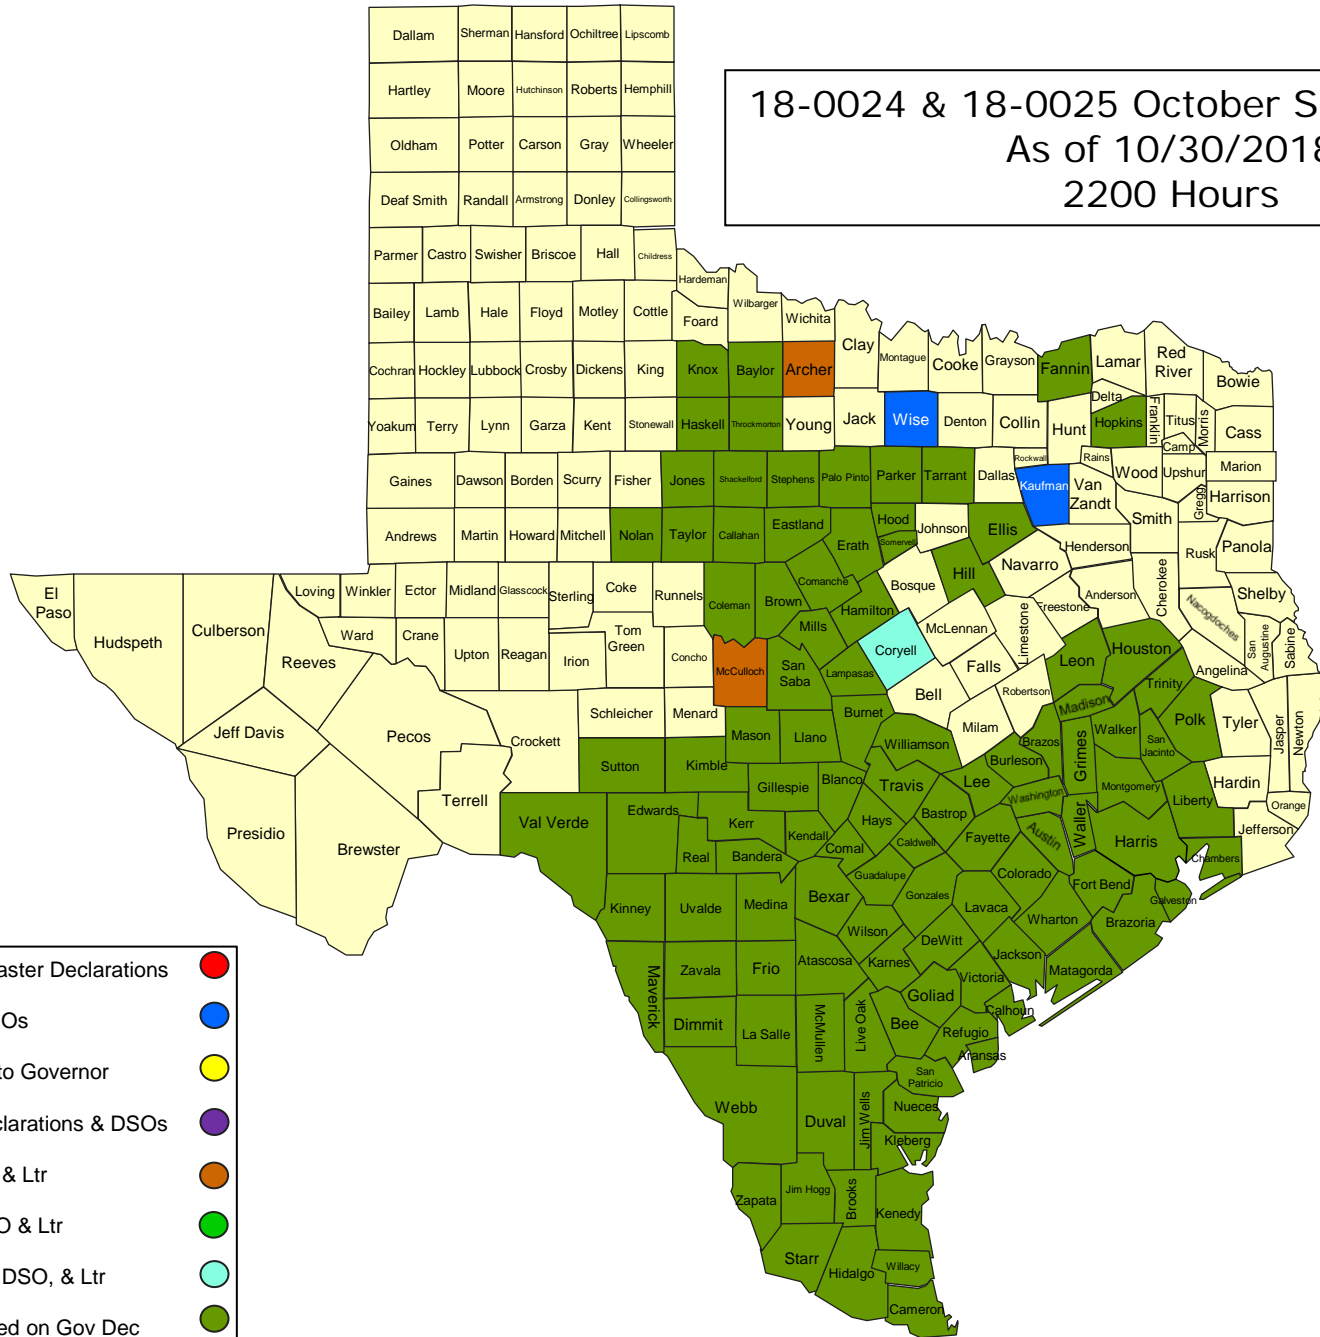 Dallam
Sherman
Hansford
Ochiltree
Lipscomb
Hartley
Moore
Hutchinson
Roberts
Hemphill
18-0024 & 18-0025 October S
As of 10/30/2018
2200 Hours
Oldham
Potter
Carson
Gray
Wheeler
Deaf Smith
Randall
Armstrong
Donley
Collingsworth
Parmer
Castro
Swisher
Briscoe
Hall
Childress
Hardeman
Bailey
Lamb
Hale
Floyd
Motley
Cottle
Foard
Wilbarger
Wichita
Clay
Montague
Cooke
Grayson
Fannin
Lamar
Red
River
Bowie
Cochran
Hockley
Lubbock
Crosby
Dickens
King
Knox
Baylor
Archer
Delta
Yoakum
Terry
Lynn
Garza
Kent
Stonewall
Haskell
Throckmorton
Young
Jack
Wise
Denton
Collin
Hunt
Hopkins
Franklin
Titus
Camp
Morris
Cass
Gaines
Dawson
Borden
Scurry
Fisher
Jones
Shackelford
Stephens
Palo Pinto
Parker
Tarrant
Dallas
Rockwall
Kaufman
Rains
Van
Zandt
Wood
Upshur
Marion
Gregg
Harrison
Andrews
Martin
Howard
Mitchell
Nolan
Taylor
Callahan
Eastland
Erath
Hood
Somervell
Johnson
Ellis
Henderson
Smith
Rusk
Panola
El
Paso
Hudspeth
Culberson
Loving
Winkler
Ector
Midland
Glasscock
Sterling
Coke
Runnels
Coleman
Brown
Comanche
Hamilton
Bosque
Hill
Navarro
Freestone
Anderson
Cherokee
Nacogdoches
Shelby
San
Augustine
Sabine
Reeves
Ward
Crane
Upton
Reagan
Irion
Tom
Green
Concho
McCulloch
San
Saba
Mills
Lampasas
Coryell
McLennan
Falls
Limestone
Leon
Houston
Angelina
Jeff Davis
Pecos
Crockett
Schleicher
Menard
Mason
Llano
Burnet
Bell
Milam
Robertson
Madison
Trinity
Polk
Tyler
Jasper
Newton
Presidio
Brewster
Terrell
Val Verde
Sutton
Kimble
Gillespie
Blanco
Williamson
Travis
Lee
Burleson
Brazos
Grimes
Walker
San
Jacinto
Hardin
Orange
Edwards
Kerr
Real
Bandera
Kendall
Hays
Comal
Caldwell
Bastrop
Fayette
Washington
Austin
Waller
Montgomery
Harris
Liberty
Jefferson
Chambers
Kinney
Uvalde
Medina
Bexar
Guadalupe
Gonzales
Lavaca
Colorado
Wharton
Fort Bend
Brazoria
Galveston
Maverick
Zavala
Frio
Atascosa
Wilson
Karnes
DeWitt
Jackson
Matagorda
Victoria
Goliad
Calhoun
Dimmit
La Salle
McMullen
Live Oak
Bee
Refugio
Aransas
San
Patricio
Webb
Duval
Jim Wells
Nueces
Kleberg
Zapata
Jim Hogg
Brooks
Kenedy
Starr
Hidalgo
Willacy
Cameron
aster Declarations
Os
to Governor
clarations & DSOs
& Ltr
O & Ltr
DSO, & Ltr
ed on Gov Dec